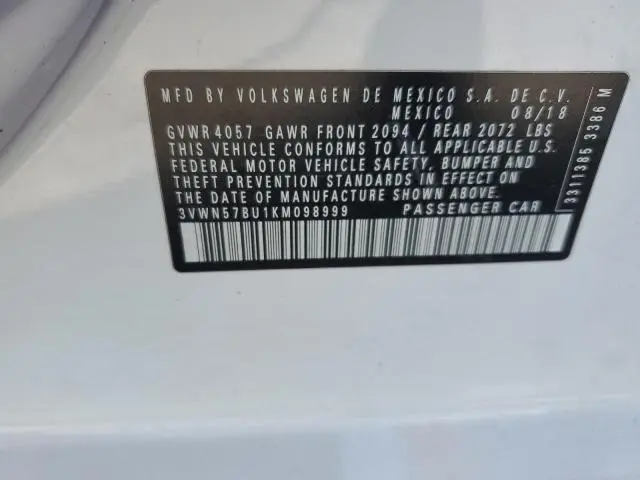 MFD BY VOLKSWAGEN DE MEXICO S.A. DE C.V.
MEXICO 08/18
GVWR 4057 GAWR FRONT 2094 / REAR 2072 LBS
THIS VEHICLE CONFORMS TO ALL APPLICABLE U.S.
FEDERAL MOTOR VEHICLE SAFETY, BUMPER AND
THEFT PREVENTION STANDARDS IN EFFECT ON
THE DATE OF MANUFACTURE SHOWN ABOVE.
3VWN57BU1KM098999 PASSENGER CAR
3311385 3386 M